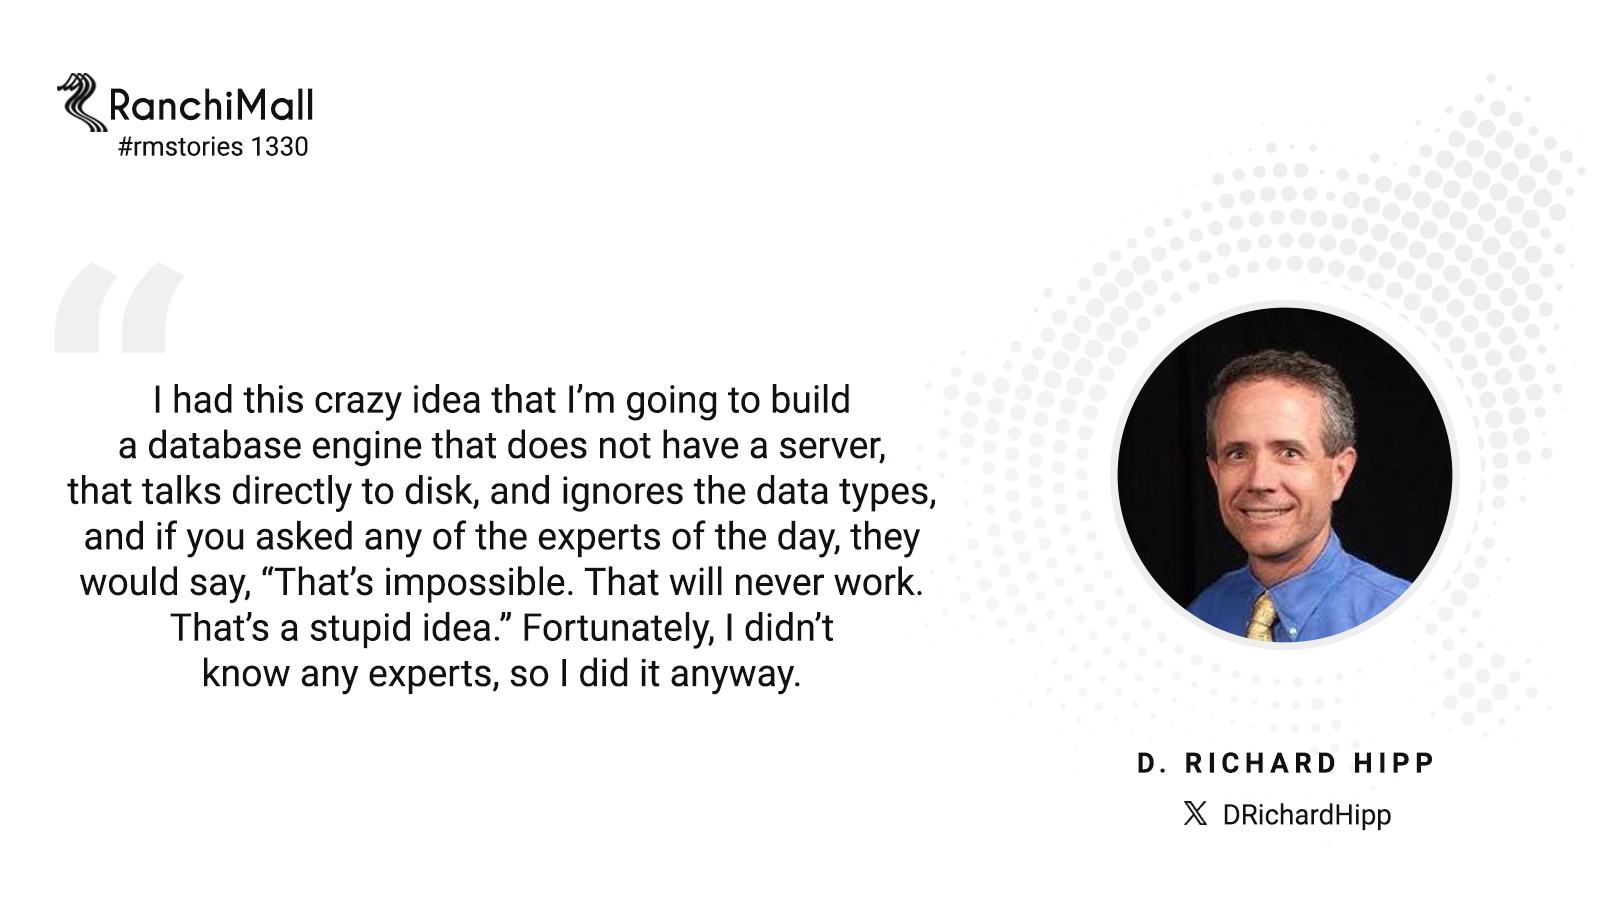 RanchiMall
#rmstories 1330
“
I had this crazy idea that I’m going to build
a database engine that does not have a server,
that talks directly to disk, and ignores the data types,
and if you asked any of the experts of the day, they
would say, “That’s impossible. That will never work.
That’s a stupid idea.” Fortunately, I didn’t
know any experts, so I did it anyway.
D. RICHARD HIPP
𝕏 DRichardHipp